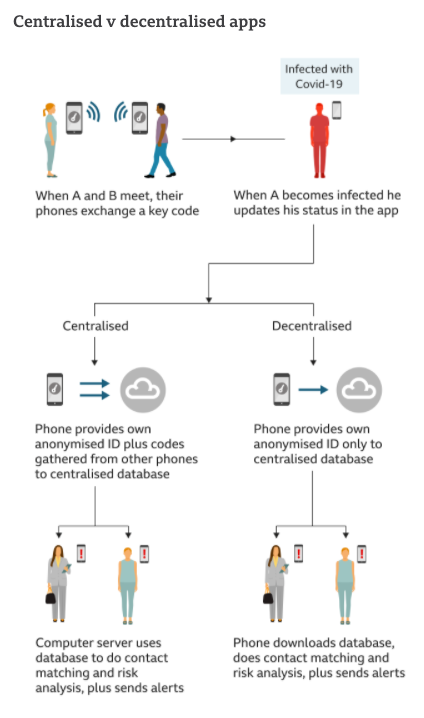 Centralised v decentralised apps
Infected with
Covid-19
When A and B meet, their
phones exchange a key code
When A becomes infected he
updates his status in the app
Centralised
Decentralised
Phone provides own
anonymised ID plus codes
gathered from other phones
to centralised database
Phone provides own
anonymised ID only to
centralised database
!
!
!
!
Computer server uses
database to do contact
matching and risk
analysis, plus sends alerts
Phone downloads database,
does contact matching and
risk analysis, plus sends alerts